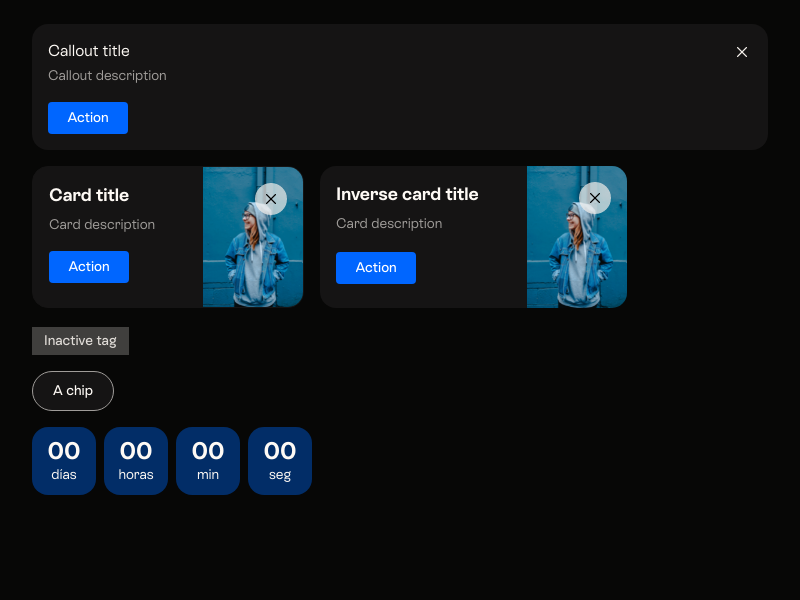 Callout title
Callout description
Action
Card title
Card description
Action
Inverse card title
Card description
Action
Inactive tag
A chip
00 00 00 00
días horas min seg